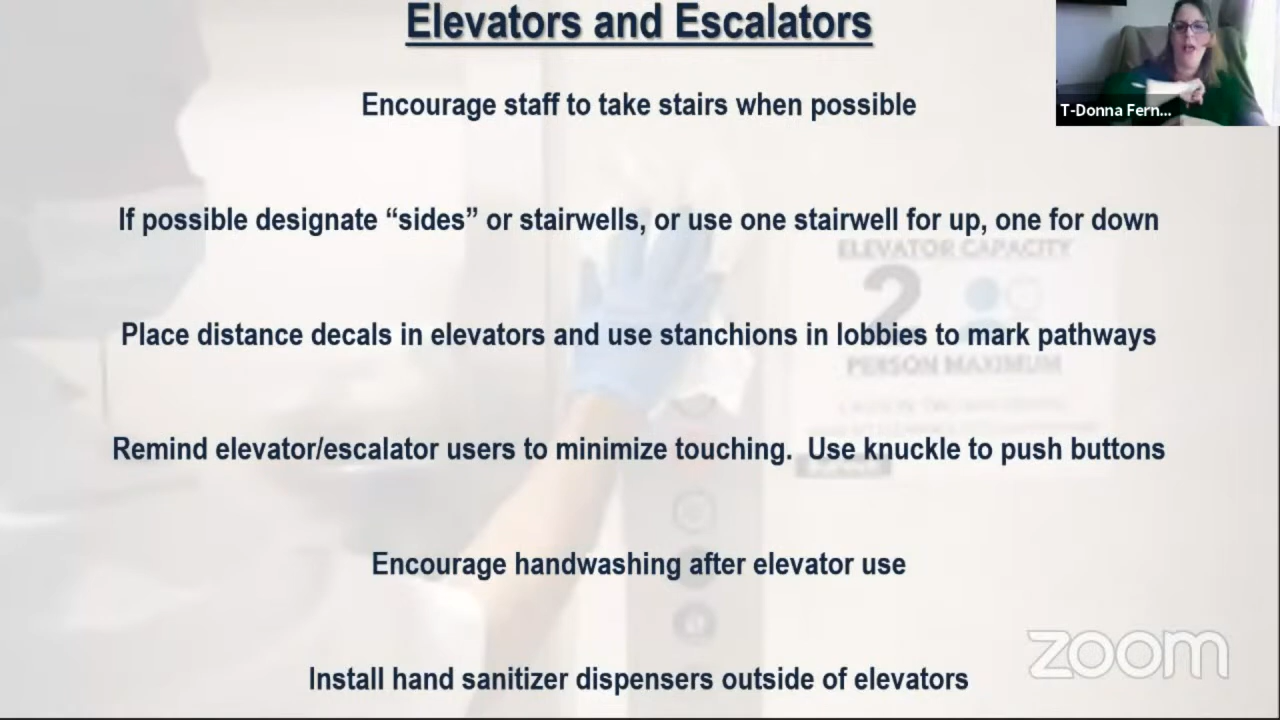 Elevators and Escalators
T-Donna Fern...
Encourage staff to take stairs when possible
If possible designate “sides” or stairwells, or use one stairwell for up, one for down
ELEVATOR CAPACITY
2
Place distance decals in elevators and use stanchions in lobbies to mark pathways
PERSON MAXIMUM
Remind elevator/escalator users to minimize touching.  Use knuckle to push buttons
Encourage handwashing after elevator use
zoom
Install hand sanitizer dispensers outside of elevators